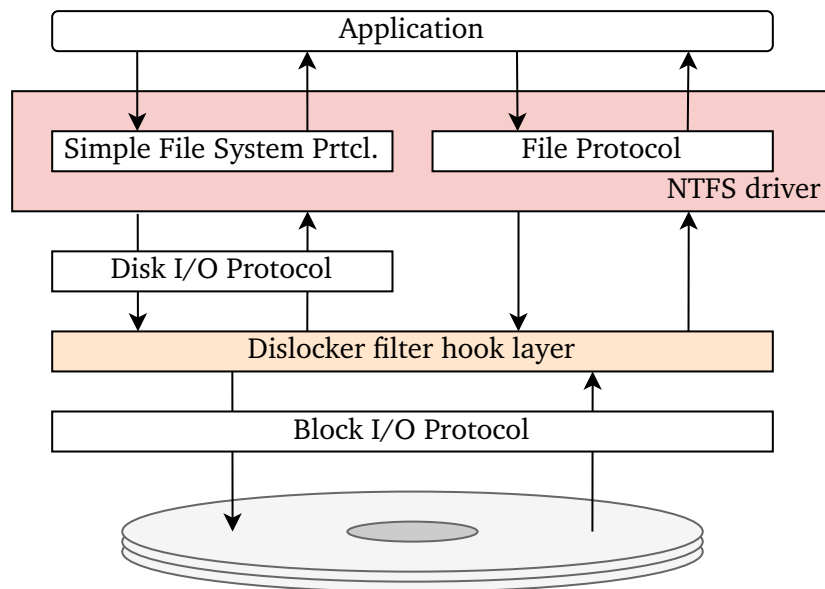 Application
Simple File System Prtcl.
File Protocol
NTFS driver
Disk I/O Protocol
Dislocker filter hook layer
Block I/O Protocol